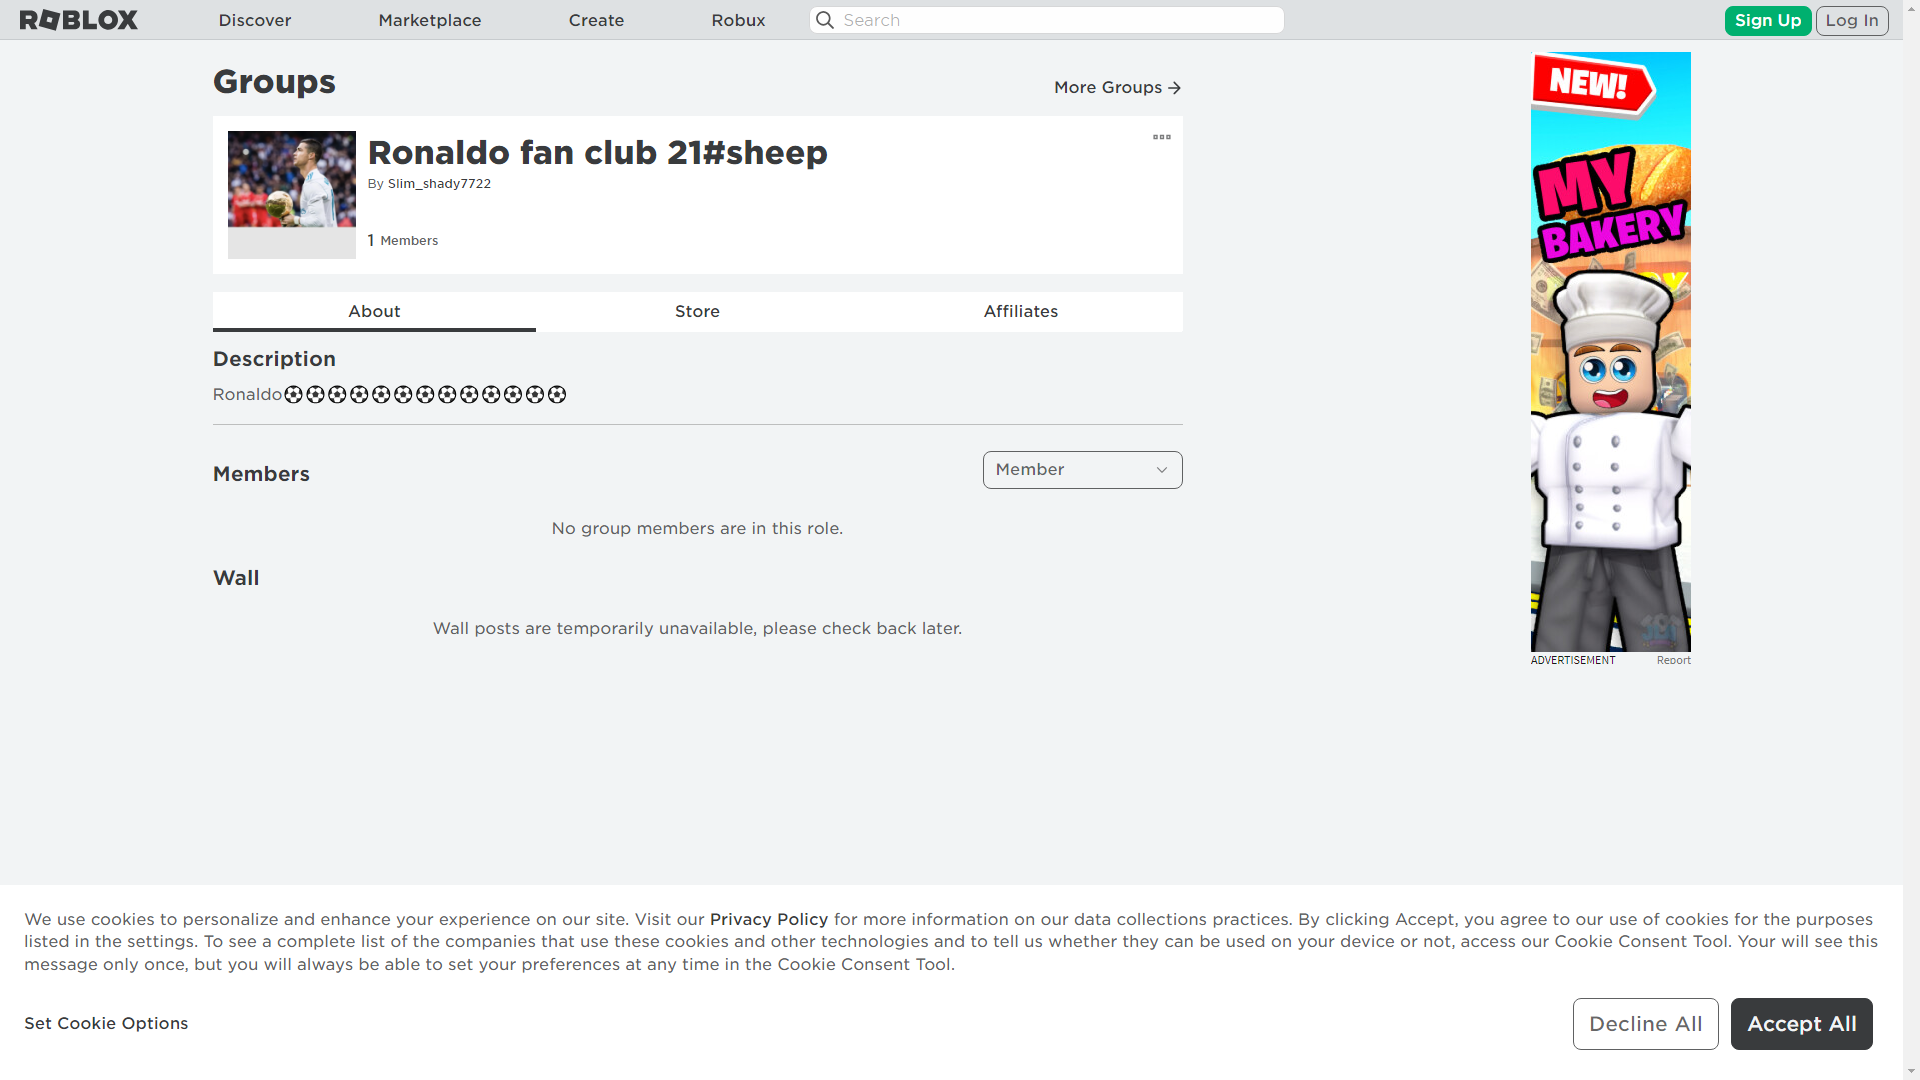 ROBLOX
Discover
Marketplace
Create
Robux
Search
Sign Up
Log In
Groups
More Groups
Ronaldo fan club 21#sheep
By Slim_shady7722
1 Members
About
Store
Affiliates
Description
Ronaldo⚽⚽⚽⚽⚽⚽⚽⚽⚽⚽⚽⚽⚽
Members
Member
No group members are in this role.
Wall
Wall posts are temporarily unavailable, please check back later.
NEW!
MY
BAKERY
ADVERTISEMENT
Report
We use cookies to personalize and enhance your experience on our site. Visit our Privacy Policy for more information on our data collections practices. By clicking Accept, you agree to our use of cookies for the purposes
listed in the settings. To see a complete list of the companies that use these cookies and other technologies and to tell us whether they can be used on your device or not, access our Cookie Consent Tool. Your will see this
message only once, but you will always be able to set your preferences at any time in the Cookie Consent Tool.
Set Cookie Options
Decline All
Accept All